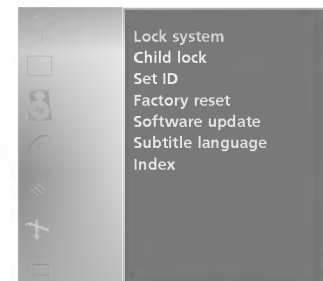 Lock system
Child lock
Set ID
Factory reset
Software update
Subtitle language
Index